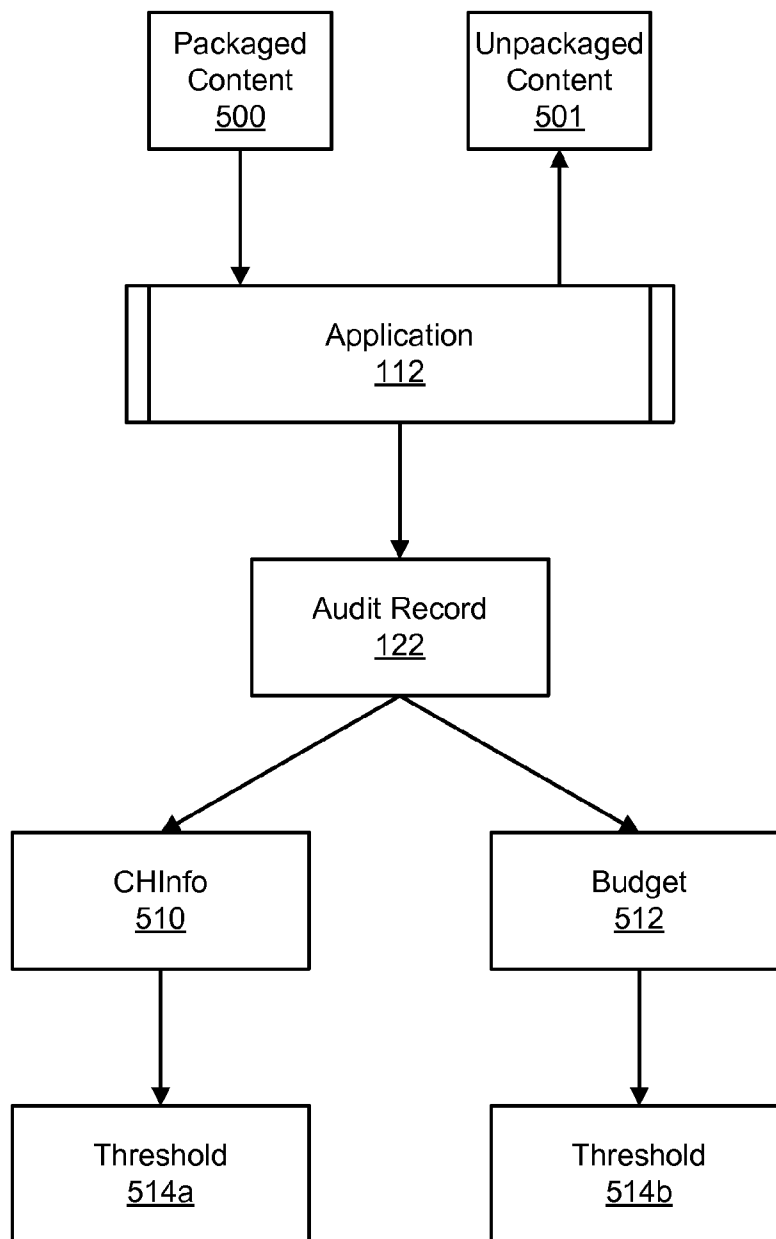 Packaged
Content
500
Unpackaged
Content
501
Application
112
Audit Record
122
CHInfo
510
Budget
512
Threshold
514a
Threshold
514b